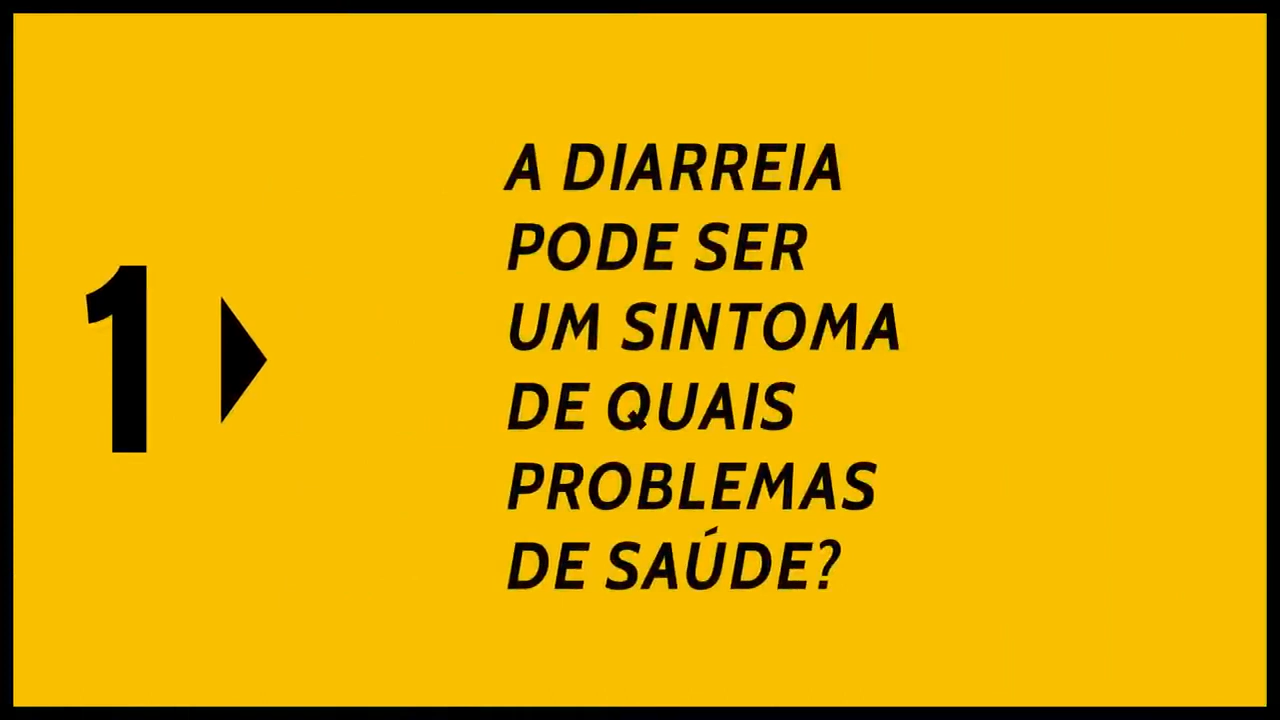 1
A DIARREIA
PODE SER
UM SINTOMA
DE QUAIS
PROBLEMAS
DE SAÚDE?